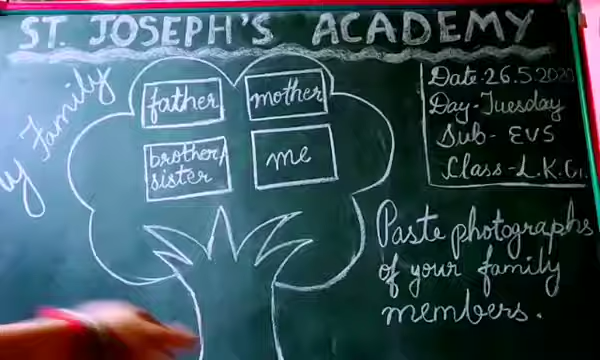 ST. JOSEPH'S ACADEMY
My Family
father
mother
brother/
sister
me
Date-26.5.2020
Day-Tuesday
Sub- EVS
Class-L.K.G.
Paste photographs
of your family
members.